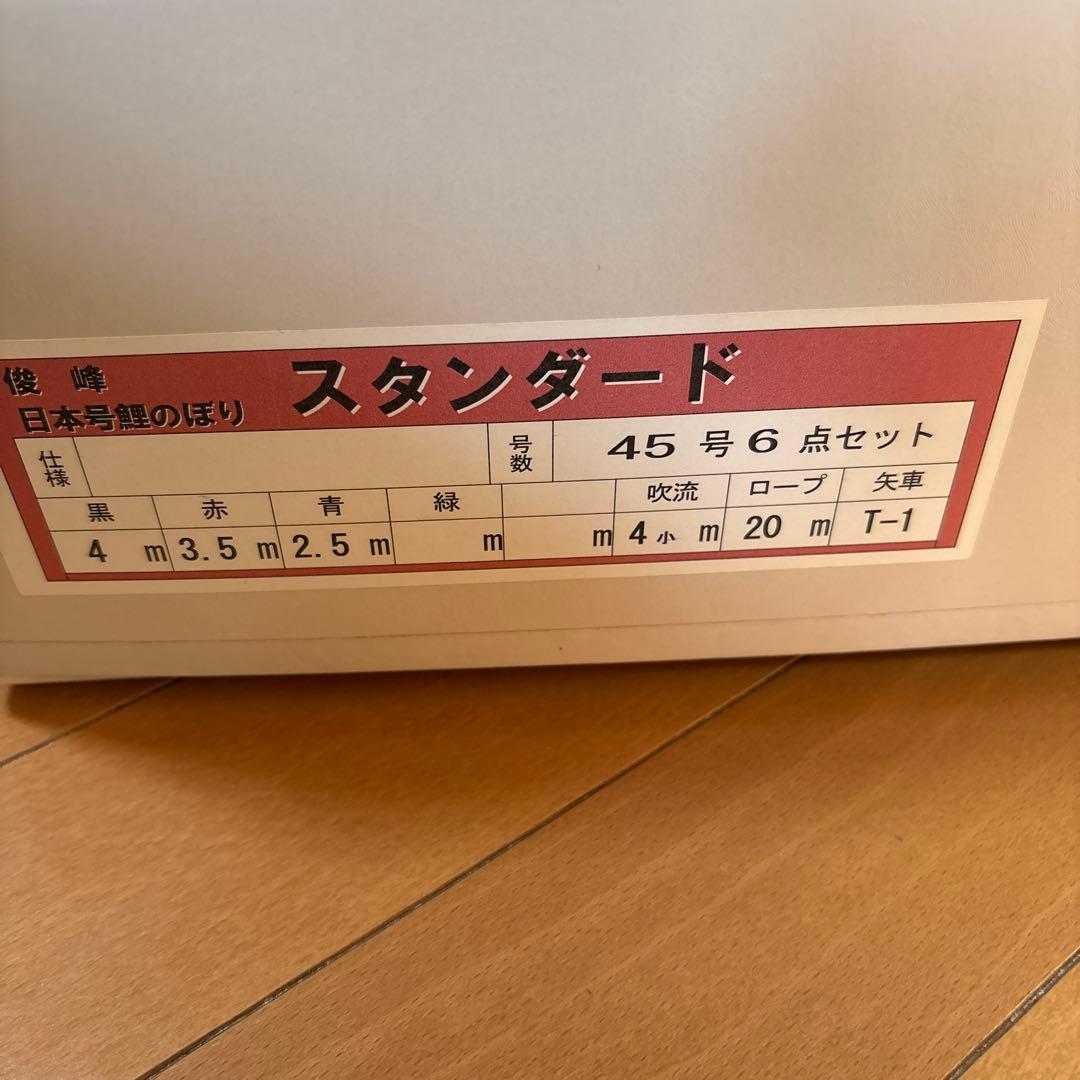 俊 峰
日本号鯉のぼり スタンダード
仕様 号数 45 号 6 点セット
黒 赤 青 緑 吹流 ロープ 矢車
4 m 3.5 m 2.5 m m m 4小 m 20 m T-1